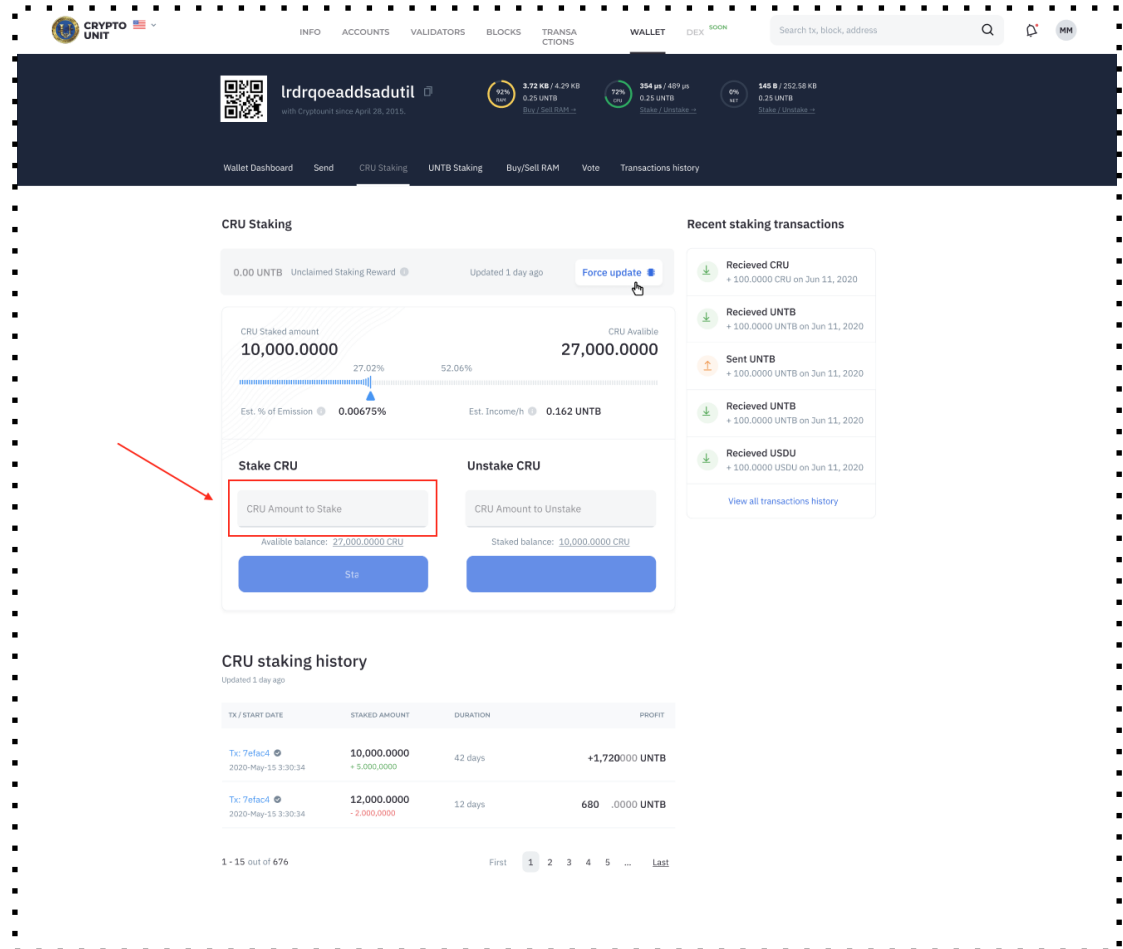 CRYPTO UNIT
INFO ACCOUNTS VALIDATORS BLOCKS TRANSA CTIONS WALLET DEX SOON Search tx, block, address MM
lrdrqoeaddsadutil
with Cryptounit since April 28, 2015.
92% RAM 3.72 KB / 4.29 KB
0.25 UNTB
Buy / Sell RAM →
72% CPU 354 µs / 489 µs
0.25 UNTB
Stake / Unstake →
0% NET 145 B / 252.58 KB
0.25 UNTB
Stake / Unstake →
Wallet Dashboard Send CRU Staking UNTB Staking Buy/Sell RAM Vote Transactions history
CRU Staking
0.00 UNTB Unclaimed Staking Reward Updated 1 day ago Force update
CRU Staked amount CRU Avalible
10,000.0000 27,000.0000
27.02% 52.06%
Est. % of Emission 0.00675% Est. Income/h 0.162 UNTB
Stake CRU Unstake CRU
CRU Amount to Stake CRU Amount to Unstake
Avalible balance: 27,000.0000 CRU Staked balance: 10,000.0000 CRU
Sta
Recent staking transactions
Recieved CRU
+ 100.0000 CRU on Jun 11, 2020
Recieved UNTB
+ 100.0000 UNTB on Jun 11, 2020
Sent UNTB
+ 100.0000 UNTB on Jun 11, 2020
Recieved UNTB
+ 100.0000 UNTB on Jun 11, 2020
Recieved USDU
+ 100.0000 USDU on Jun 11, 2020
View all transactions history
CRU staking history
Updated 1 day ago
TX / START DATE STAKED AMOUNT DURATION PROFIT
Tx: 7efac4 10,000.0000 42 days +1,720000 UNTB
2020-May-15 3:30:34 + 5.000,0000
Tx: 7efac4 12,000.0000 12 days 680 .0000 UNTB
2020-May-15 3:30:34 - 2.000,0000
1 - 15 out of 676 First 1 2 3 4 5 ... Last